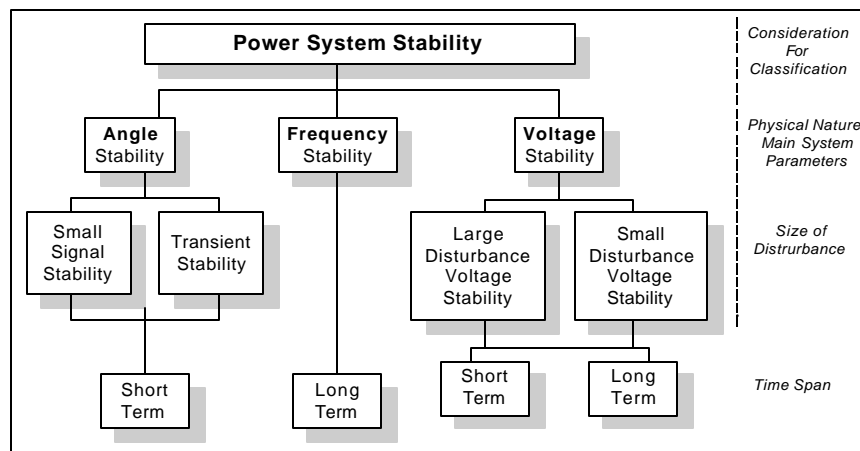 Power System Stability
Consideration
For
Classification
Angle
Stability
Frequency
Stability
Voltage
Stability
Physical Nature
Main System
Parameters
Small
Signal
Stability
Transient
Stability
Large
Disturbance
Voltage
Stability
Small
Disturbance
Voltage
Stability
Size of
Distrurbance
Short
Term
Long
Term
Short
Term
Long
Term
Time Span